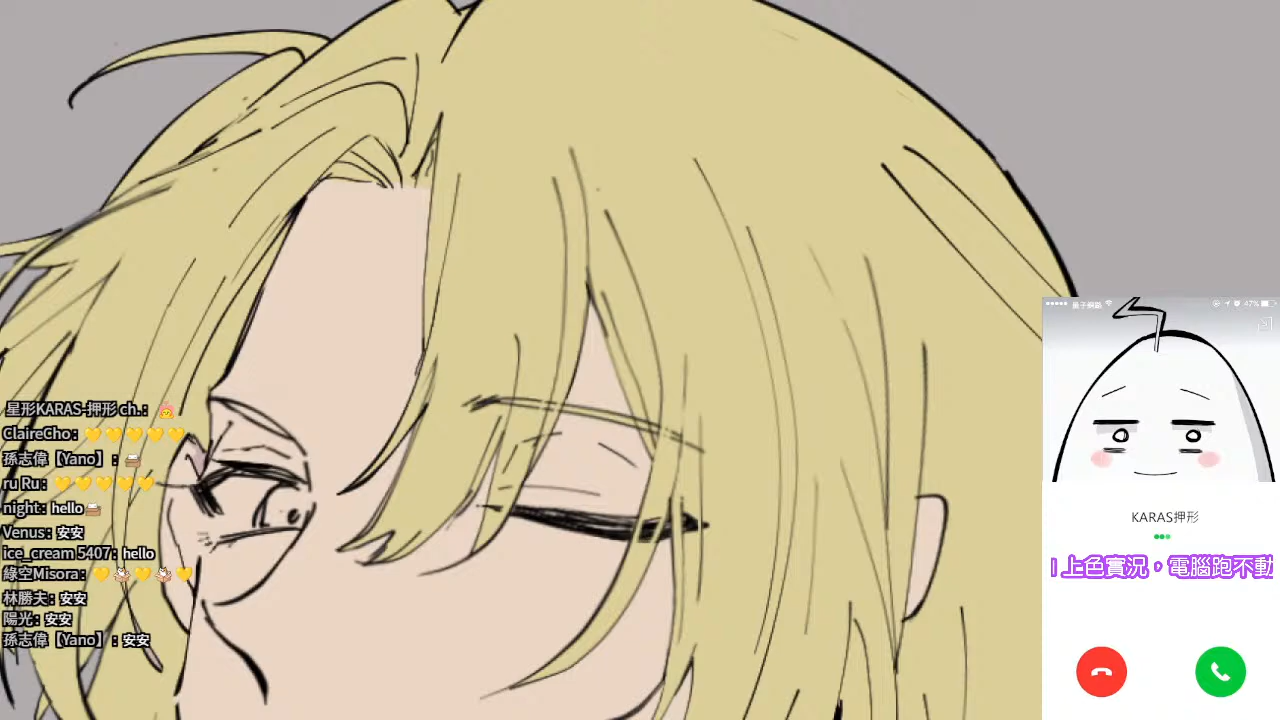 星形KARAS-押形 ch.:
ClaireCho: 💛💛💛💛💛
孫志偉【Yano】:
ru Ru: 💛💛💛💛💛
night: hello
Venus: 安安
ice_cream 5407: hello
綠空Misora: 💛 💛 💛
林勝夫: 安安
陽光: 安安
孫志偉【Yano】: 安安
47%
KARAS押形
上色實況，電腦跑不動